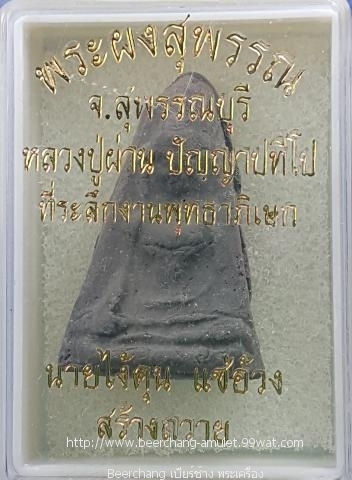 พระผงสุพรรณ
จ.สุพรรณบุรี
หลวงปู่ผ่าน ปัญญาปทีโป
ที่ระลึกงานพุทธาภิเษก
นายไง้ตุน แซ่อ้วง
สร้างถวาย
http://www.beerchang-amulet.99wat.com/
Beerchang เบียร์ช้าง พระเครื่อง